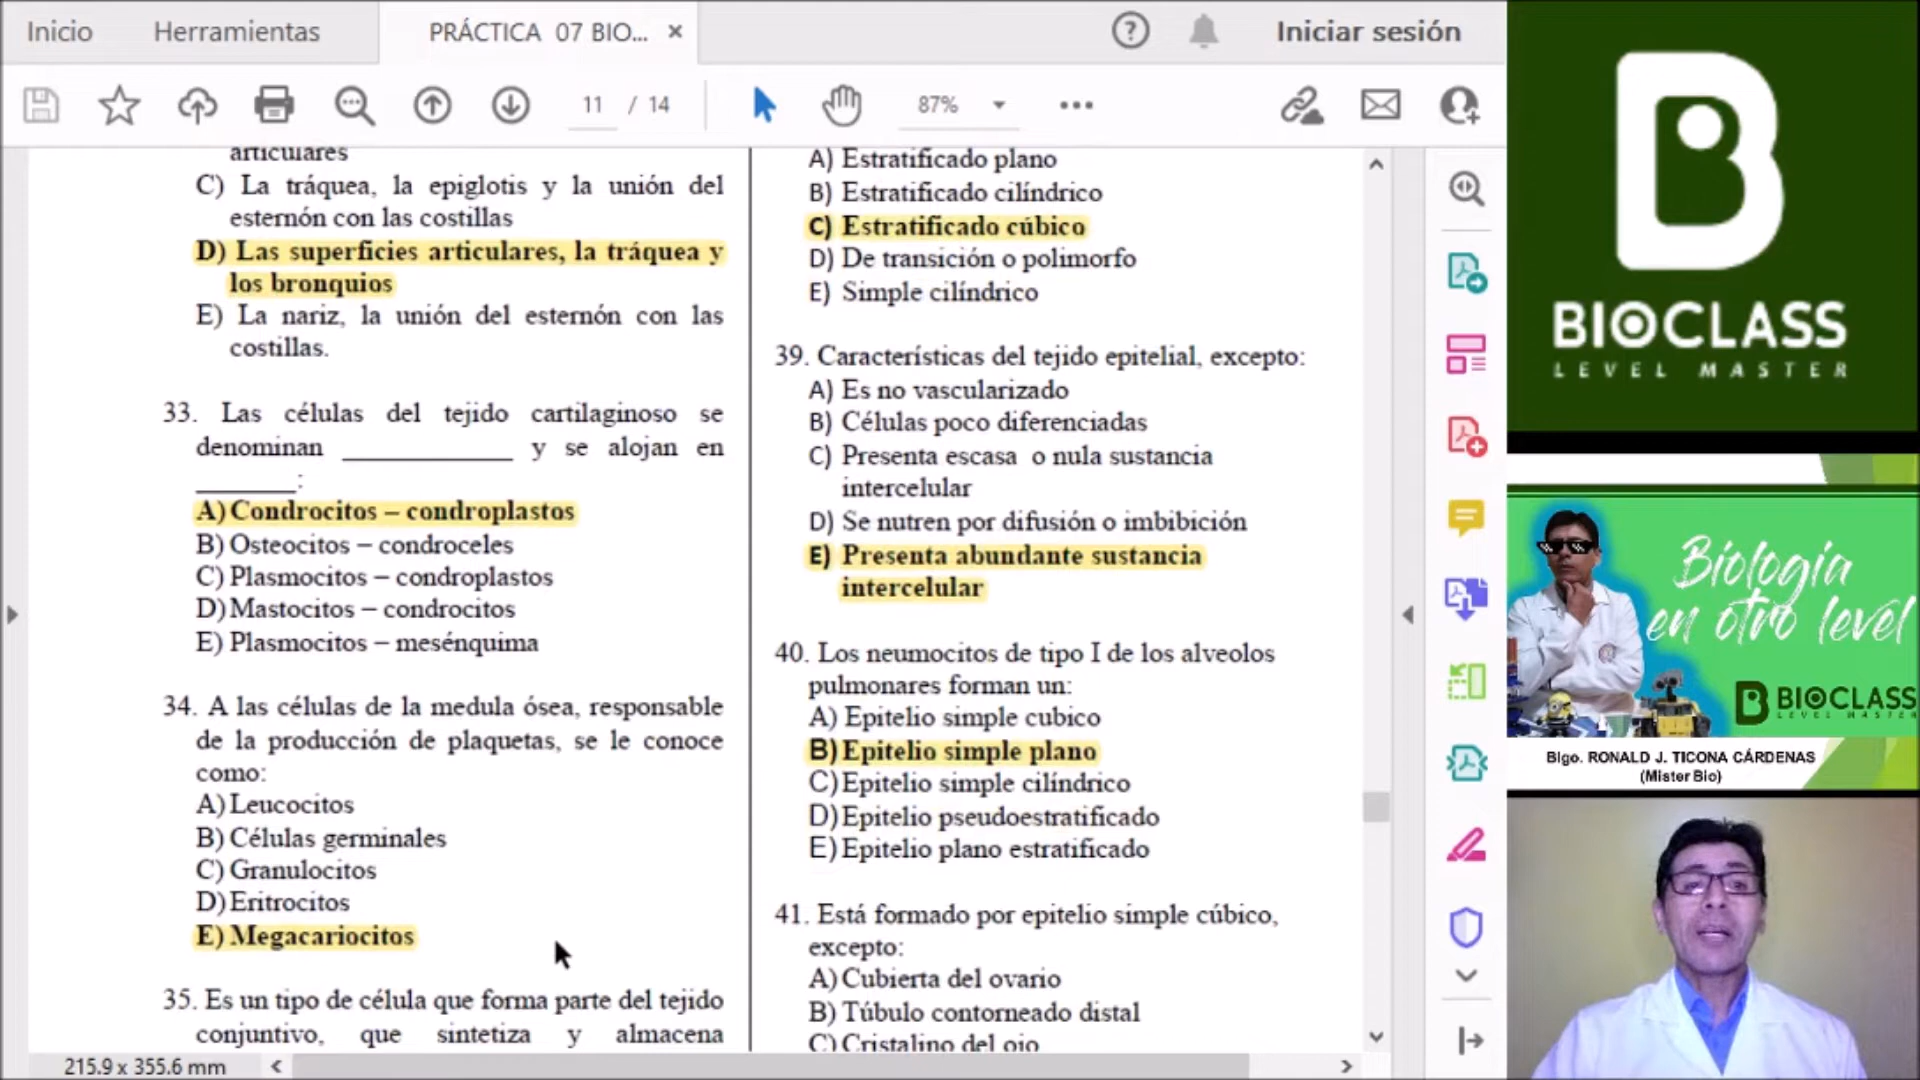 Inicio
Herramientas
PRÁCTICA 07 BIO...
Iniciar sesión
11 / 14
87%
articulares
C) La tráquea, la epiglotis y la unión del
esternón con las costillas
D) Las superficies articulares, la tráquea y
los bronquios
E) La nariz, la unión del esternón con las
costillas.
33. Las células del tejido cartilaginoso se
denominan ____________ y se alojan en
_______:
A) Condrocitos – condroplastos
B) Osteocitos – condroceles
C) Plasmocitos – condroplastos
D) Mastocitos – condrocitos
E) Plasmocitos – mesénquima
34. A las células de la medula ósea, responsable
de la producción de plaquetas, se le conoce
como:
A) Leucocitos
B) Células germinales
C) Granulocitos
D) Eritrocitos
E) Megacariocitos
35. Es un tipo de célula que forma parte del tejido
conjuntivo, que sintetiza y almacena
A) Estratificado plano
B) Estratificado cilíndrico
C) Estratificado cúbico
D) De transición o polimorfo
E) Simple cilíndrico
39. Características del tejido epitelial, excepto:
A) Es no vascularizado
B) Células poco diferenciadas
C) Presenta escasa o nula sustancia
intercelular
D) Se nutren por difusión o imbibición
E) Presenta abundante sustancia
intercelular
40. Los neumocitos de tipo I de los alveolos
pulmonares forman un:
A) Epitelio simple cubico
B) Epitelio simple plano
C) Epitelio simple cilíndrico
D) Epitelio pseudoestratificado
E) Epitelio plano estratificado
41. Está formado por epitelio simple cúbico,
excepto:
A) Cubierta del ovario
B) Túbulo contorneado distal
C) Cristalino del ojo
215.9 x 355.6 mm
B
BIOCLASS
LEVEL MASTER
Biología
en otro level
BIOCLASS
LEVEL MASTER
Blgo. RONALD J. TICONA CÁRDENAS
(Mister Bio)